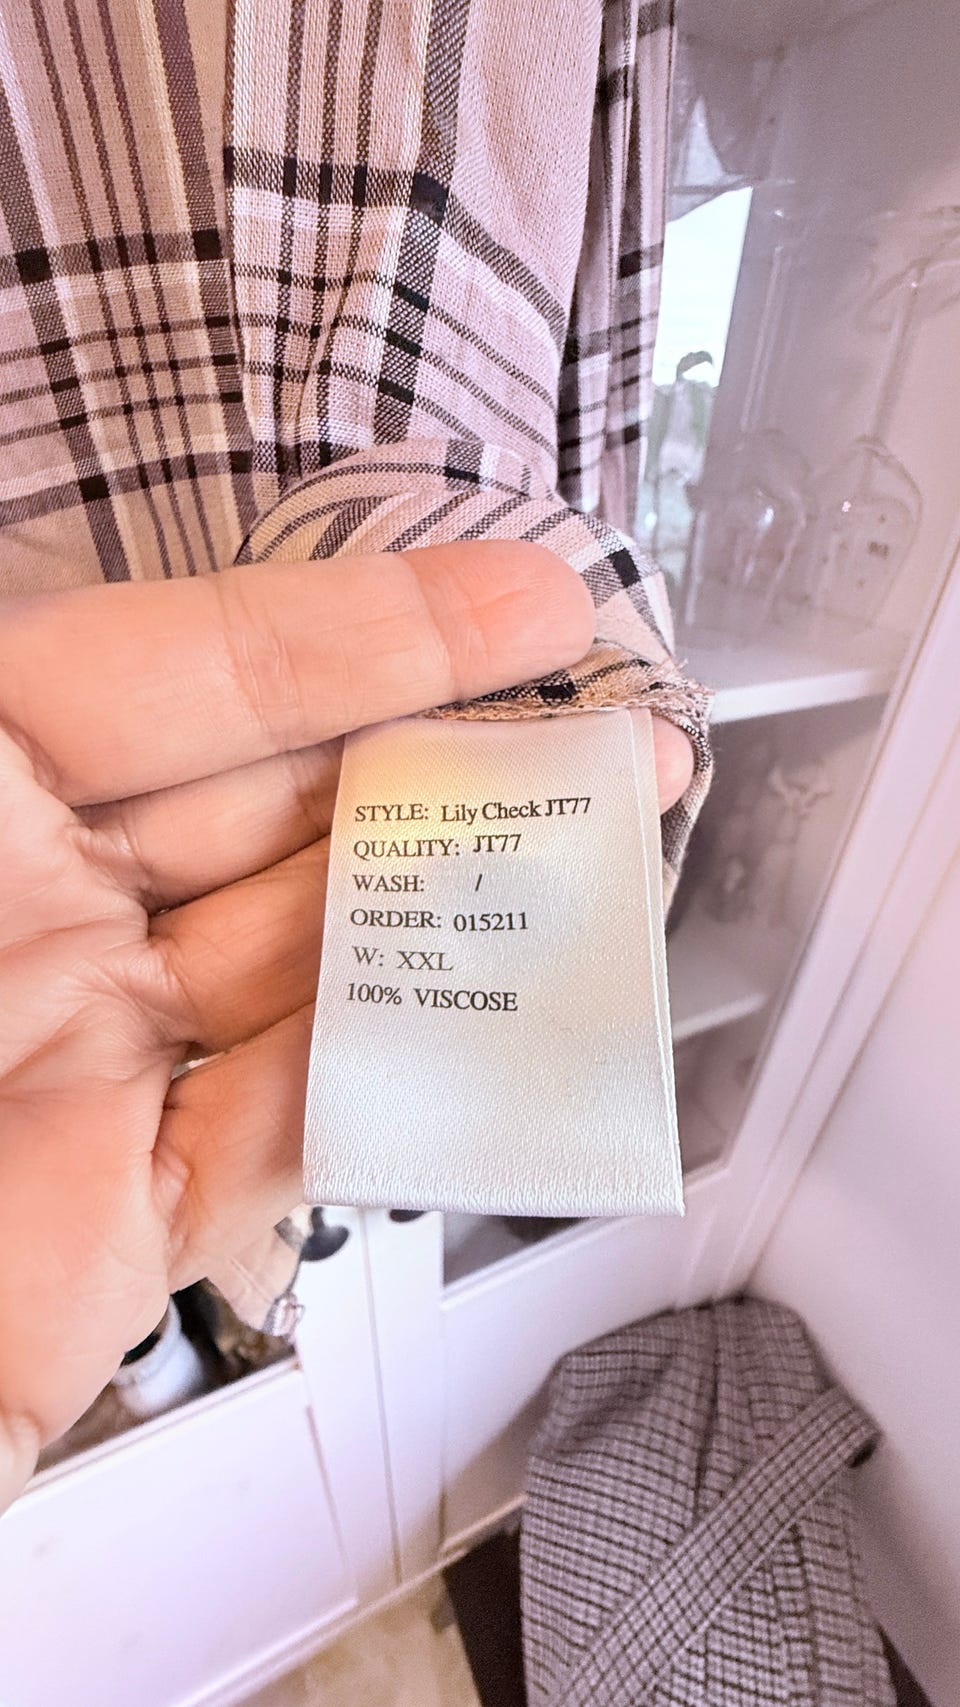 STYLE: Lily Check JT77
QUALITY: JT77
WASH: /
ORDER: 015211
W: XXL
100% VISCOSE